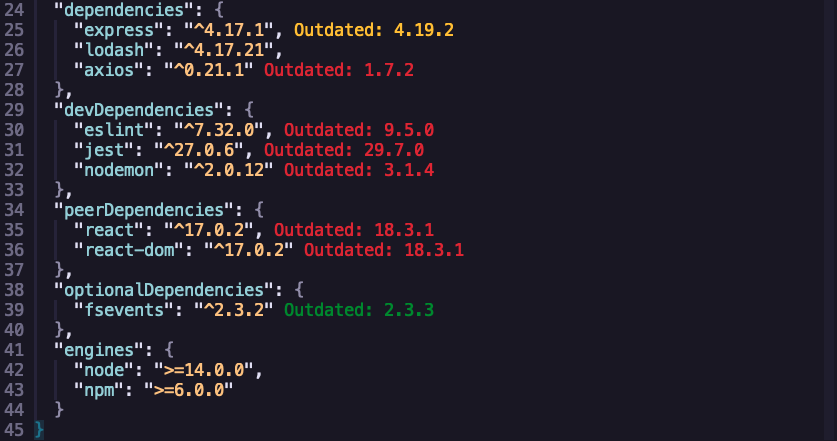 24 "dependencies": {
25 "express": "^4.17.1", Outdated: 4.19.2
26 "lodash": "^4.17.21",
27 "axios": "^0.21.1" Outdated: 1.7.2
28 },
29 "devDependencies": {
30 "eslint": "^7.32.0", Outdated: 9.5.0
31 "jest": "^27.0.6", Outdated: 29.7.0
32 "nodemon": "^2.0.12" Outdated: 3.1.4
33 },
34 "peerDependencies": {
35 "react": "^17.0.2", Outdated: 18.3.1
36 "react-dom": "^17.0.2" Outdated: 18.3.1
37 },
38 "optionalDependencies": {
39 "fsevents": "^2.3.2" Outdated: 2.3.3
40 },
41 "engines": {
42 "node": ">=14.0.0",
43 "npm": ">=6.0.0"
44 }
45 }